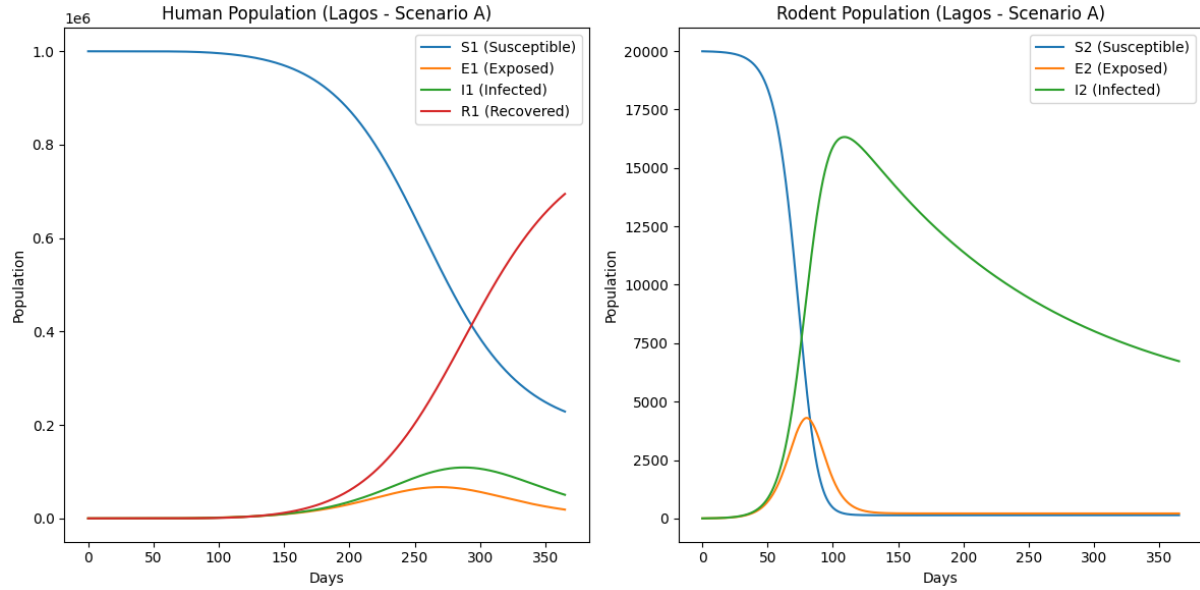 Human Population (Lagos - Scenario A)
1e6
1.0
0.8
0.6
0.4
0.2
0.0
Population
0
50
100
150
200
250
300
350
Days
S1 (Susceptible)
E1 (Exposed)
I1 (Infected)
R1 (Recovered)
Rodent Population (Lagos - Scenario A)
20000
17500
15000
12500
10000
7500
5000
2500
0
Population
0
50
100
150
200
250
300
350
Days
S2 (Susceptible)
E2 (Exposed)
I2 (Infected)